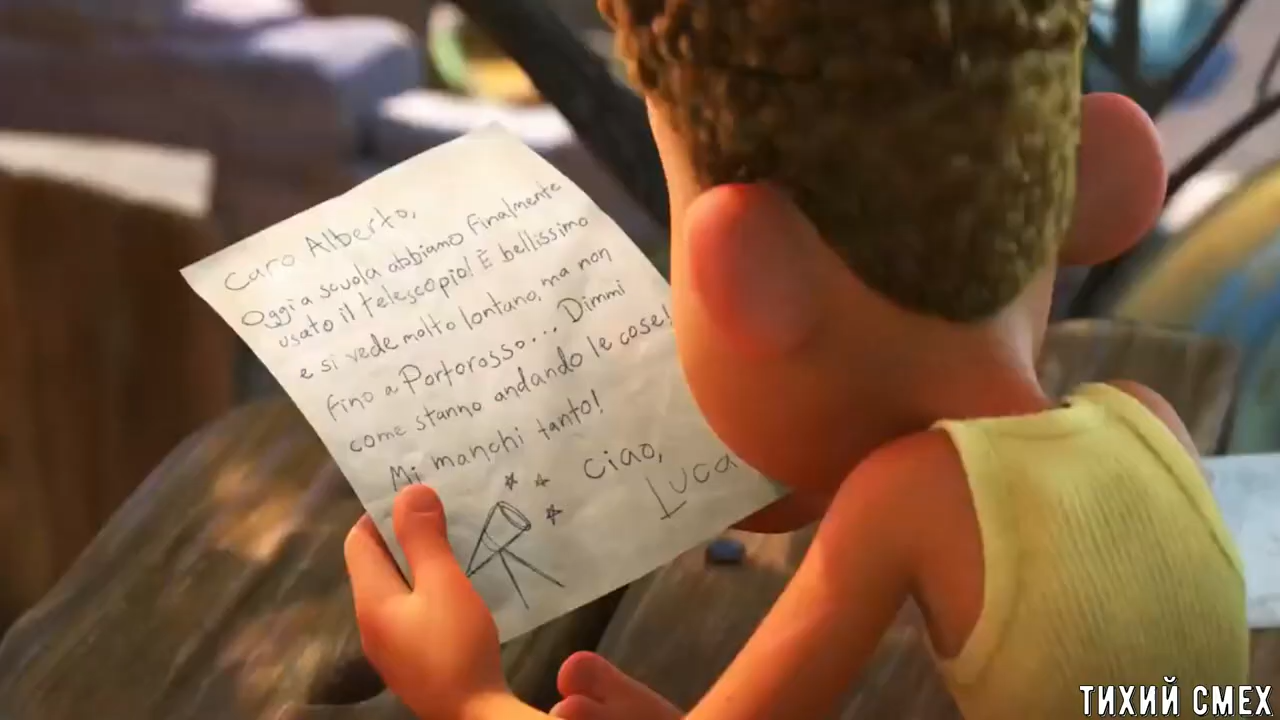 Caro Alberto,
Oggi a scuola abbiamo finalmente
usato il telescopio! È bellissimo
e si vede molto lontano, ma non
fino a Portorosso... Dimmi
come stanno andando le cose!
Mi manchi tanto!
Ciao,
Luca
ТИХИЙ СМЕХ